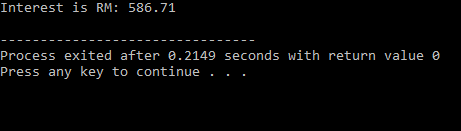 Interest is RM: 586.71
--------------------------------
Process exited after 0.2149 seconds with return value 0
Press any key to continue . . .